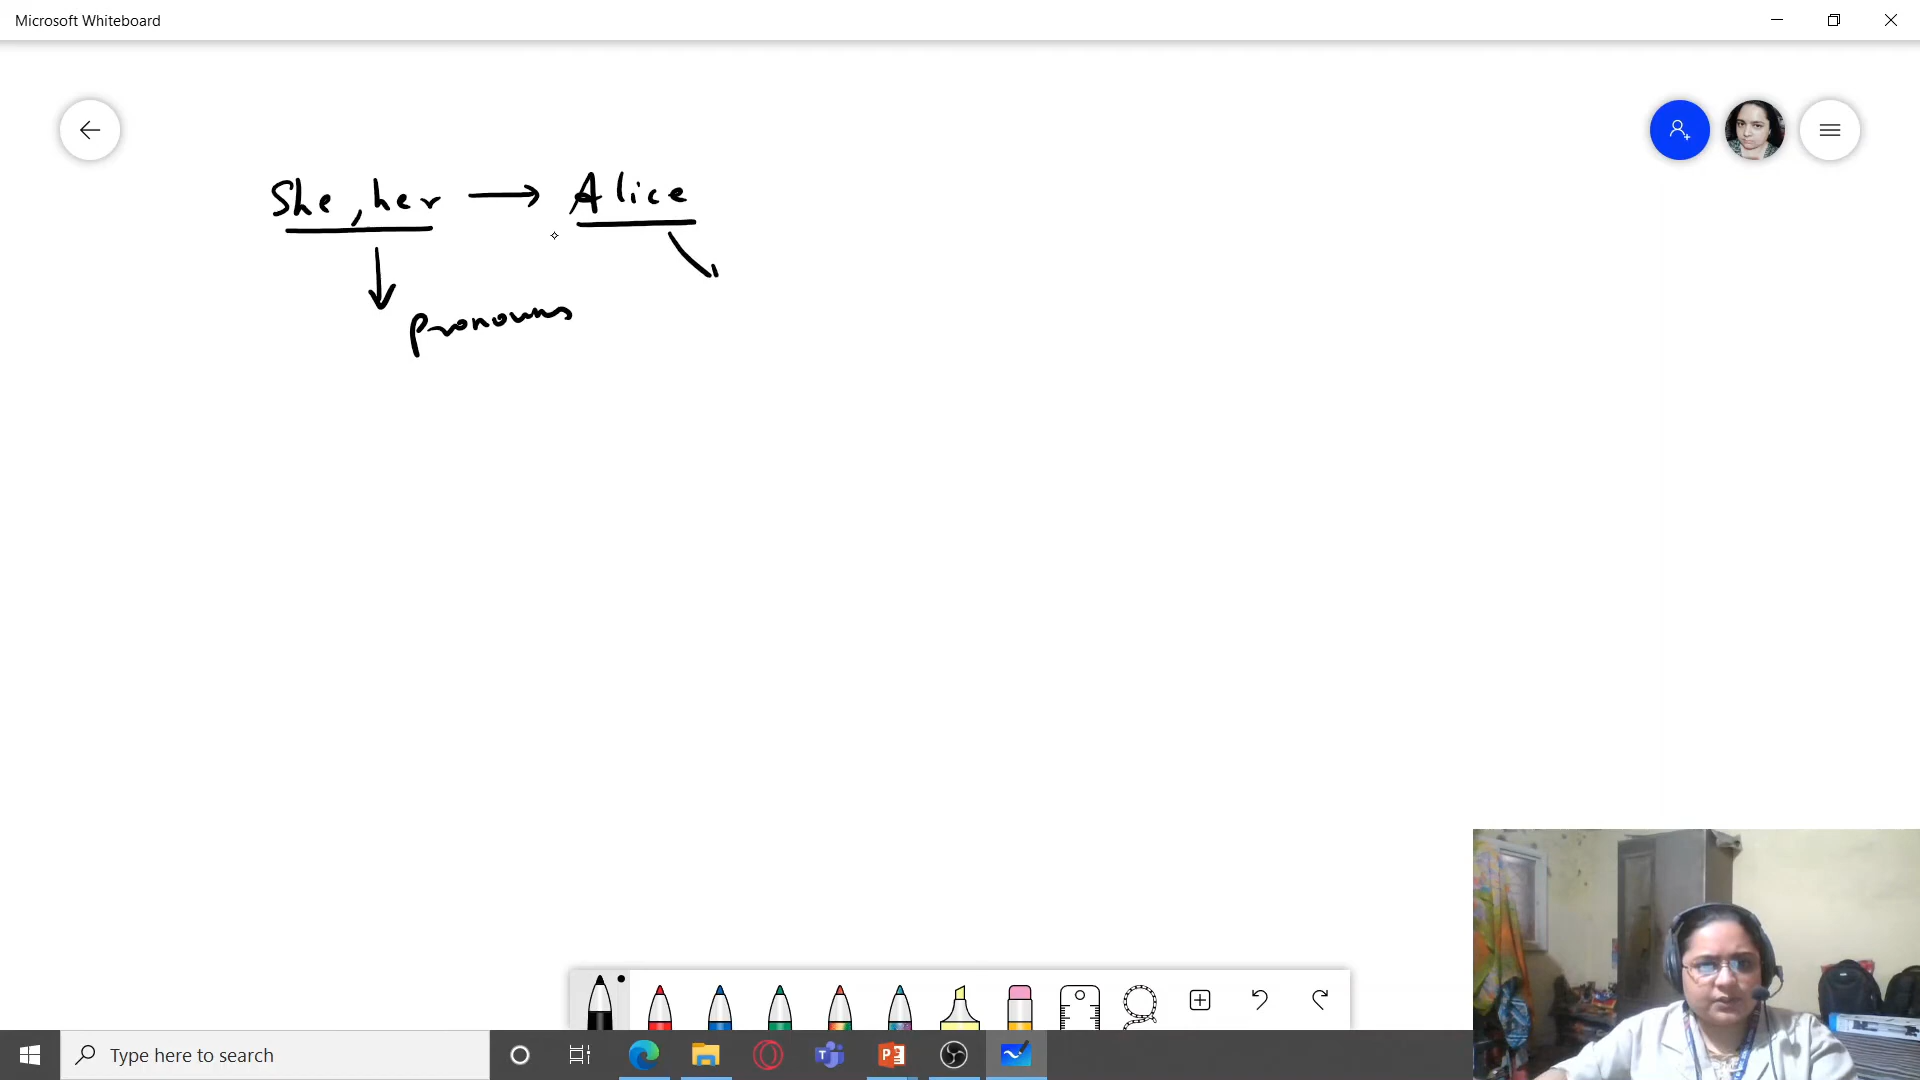 Microsoft Whiteboard
She, her → Alice
pronouns
Type here to search